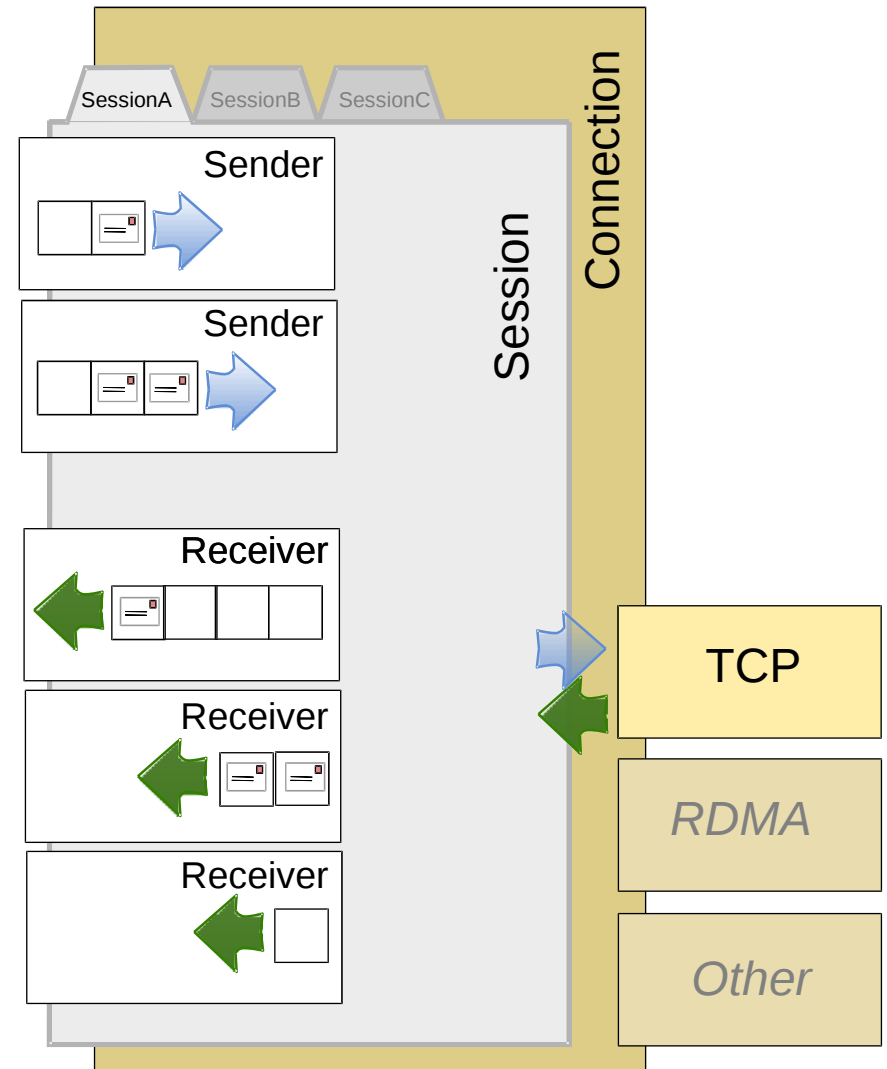 SessionA
SessionB
SessionC
Connection
Session
Sender
Sender
Receiver
Receiver
Receiver
TCP
RDMA
Other